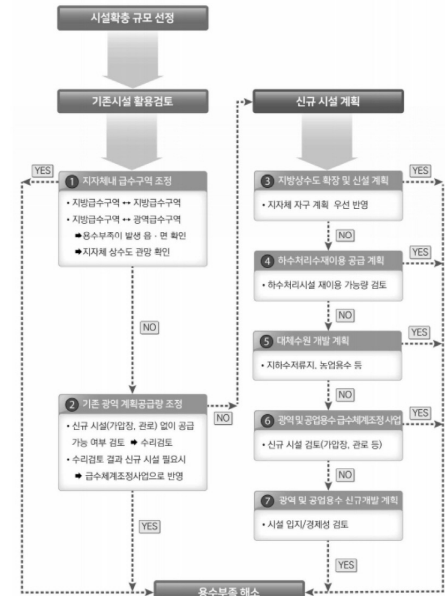 시설확충 규모 선정
기존시설 활용검토
YES
1 지자체내 급수구역 조정
• 지방급수구역 ↔ 지방급수구역
• 지방급수구역 ↔ 광역급수구역
➡용수부족이 발생 읍·면 확인
➡지자체 상수도 관망 확인
NO
2 기존 광역 계획공급량 조정
• 신규 시설(가압장, 관로) 없이 공급
가능 여부 검토 ➡ 수리검토
• 수리검토 결과 신규 시설 필요시
➡ 급수체계조정사업으로 반영
NO
YES
신규 시설 계획
3 지방상수도 확장 및 신설 계획
YES
• 지자체 자구 계획 우선 반영
NO
4 하수처리수재이용 공급 계획
YES
• 하수처리시설 재이용 가능량 검토
NO
5 대체수원 개발 계획
YES
• 지하수저류지, 농업용수 등
NO
6 광역 및 공업용수 급수체계조정 사업
YES
• 신규 시설 검토(가압장, 관로 등)
NO
7 광역 및 공업용수 신규개발 계획
• 시설 입지/경제성 검토
YES
용수부족 해소